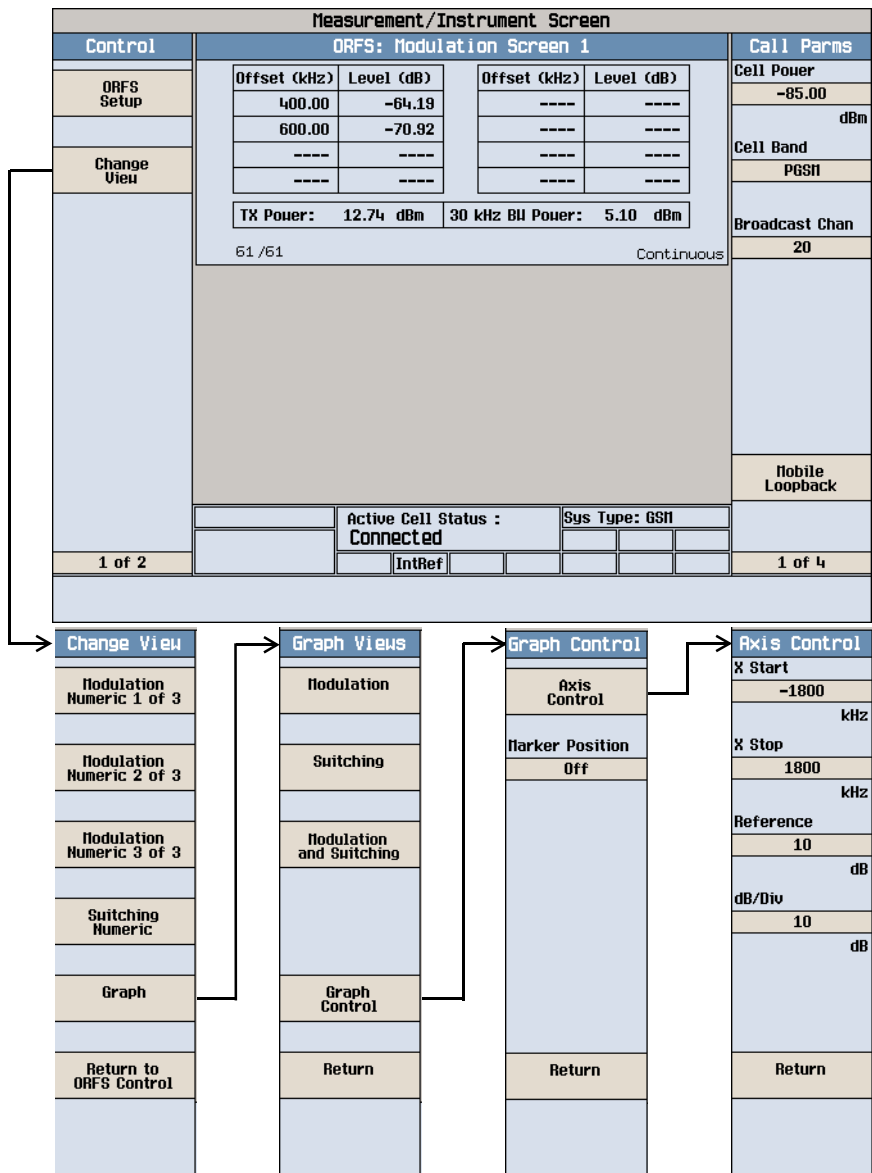 Measurement/Instrument Screen
Control
ORFS: Modulation Screen 1
Call Parms
ORFS
Setup
Change
View
Offset (kHz) Level (dB) Offset (kHz) Level (dB)
400.00 -64.19 ---- ----
600.00 -70.92 ---- ----
---- ---- ---- ----
---- ---- ---- ----
TX Power: 12.74 dBm 30 kHz BW Power: 5.10 dBm
61/61
Continuous
Cell Power
-85.00
dBm
Cell Band
PGSM
Broadcast Chan
20
Mobile
Loopback
Active Cell Status :
Connected
Sys Type: GSM
IntRef
1 of 2
1 of 4
Change View
Modulation
Numeric 1 of 3
Modulation
Numeric 2 of 3
Modulation
Numeric 3 of 3
Switching
Numeric
Graph
Return to
ORFS Control
Graph Views
Modulation
Switching
Modulation
and Switching
Graph
Control
Return
Graph Control
Axis
Control
Marker Position
Off
Return
Axis Control
X Start
-1800
kHz
X Stop
1800
kHz
Reference
10
dB
dB/Div
10
dB
Return